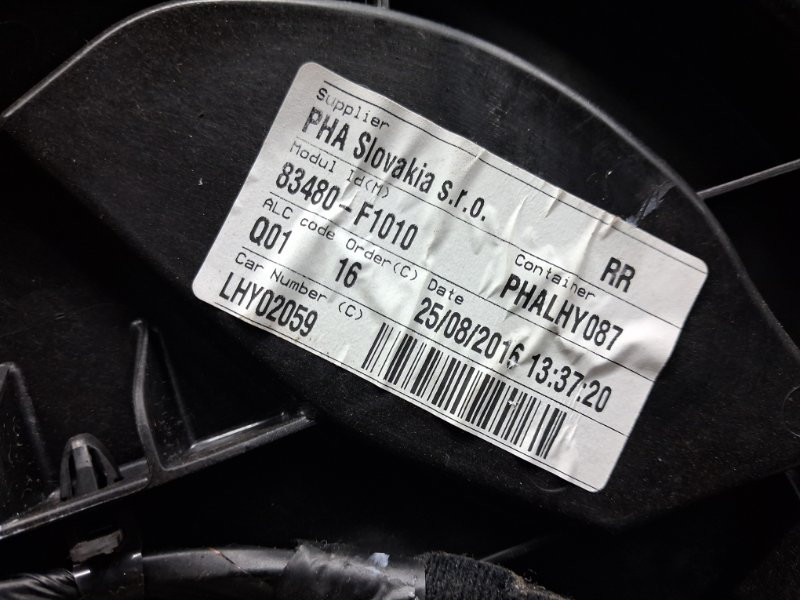 Supplier
PHA Slovakia s.r.o.
RR
Modul Id(M)
83480-F1010
Container
PHALHY087
ALC code Order(C)
Q01 16
Date
25/08/2016 13:37:20
Car Number (C)
LHY02059